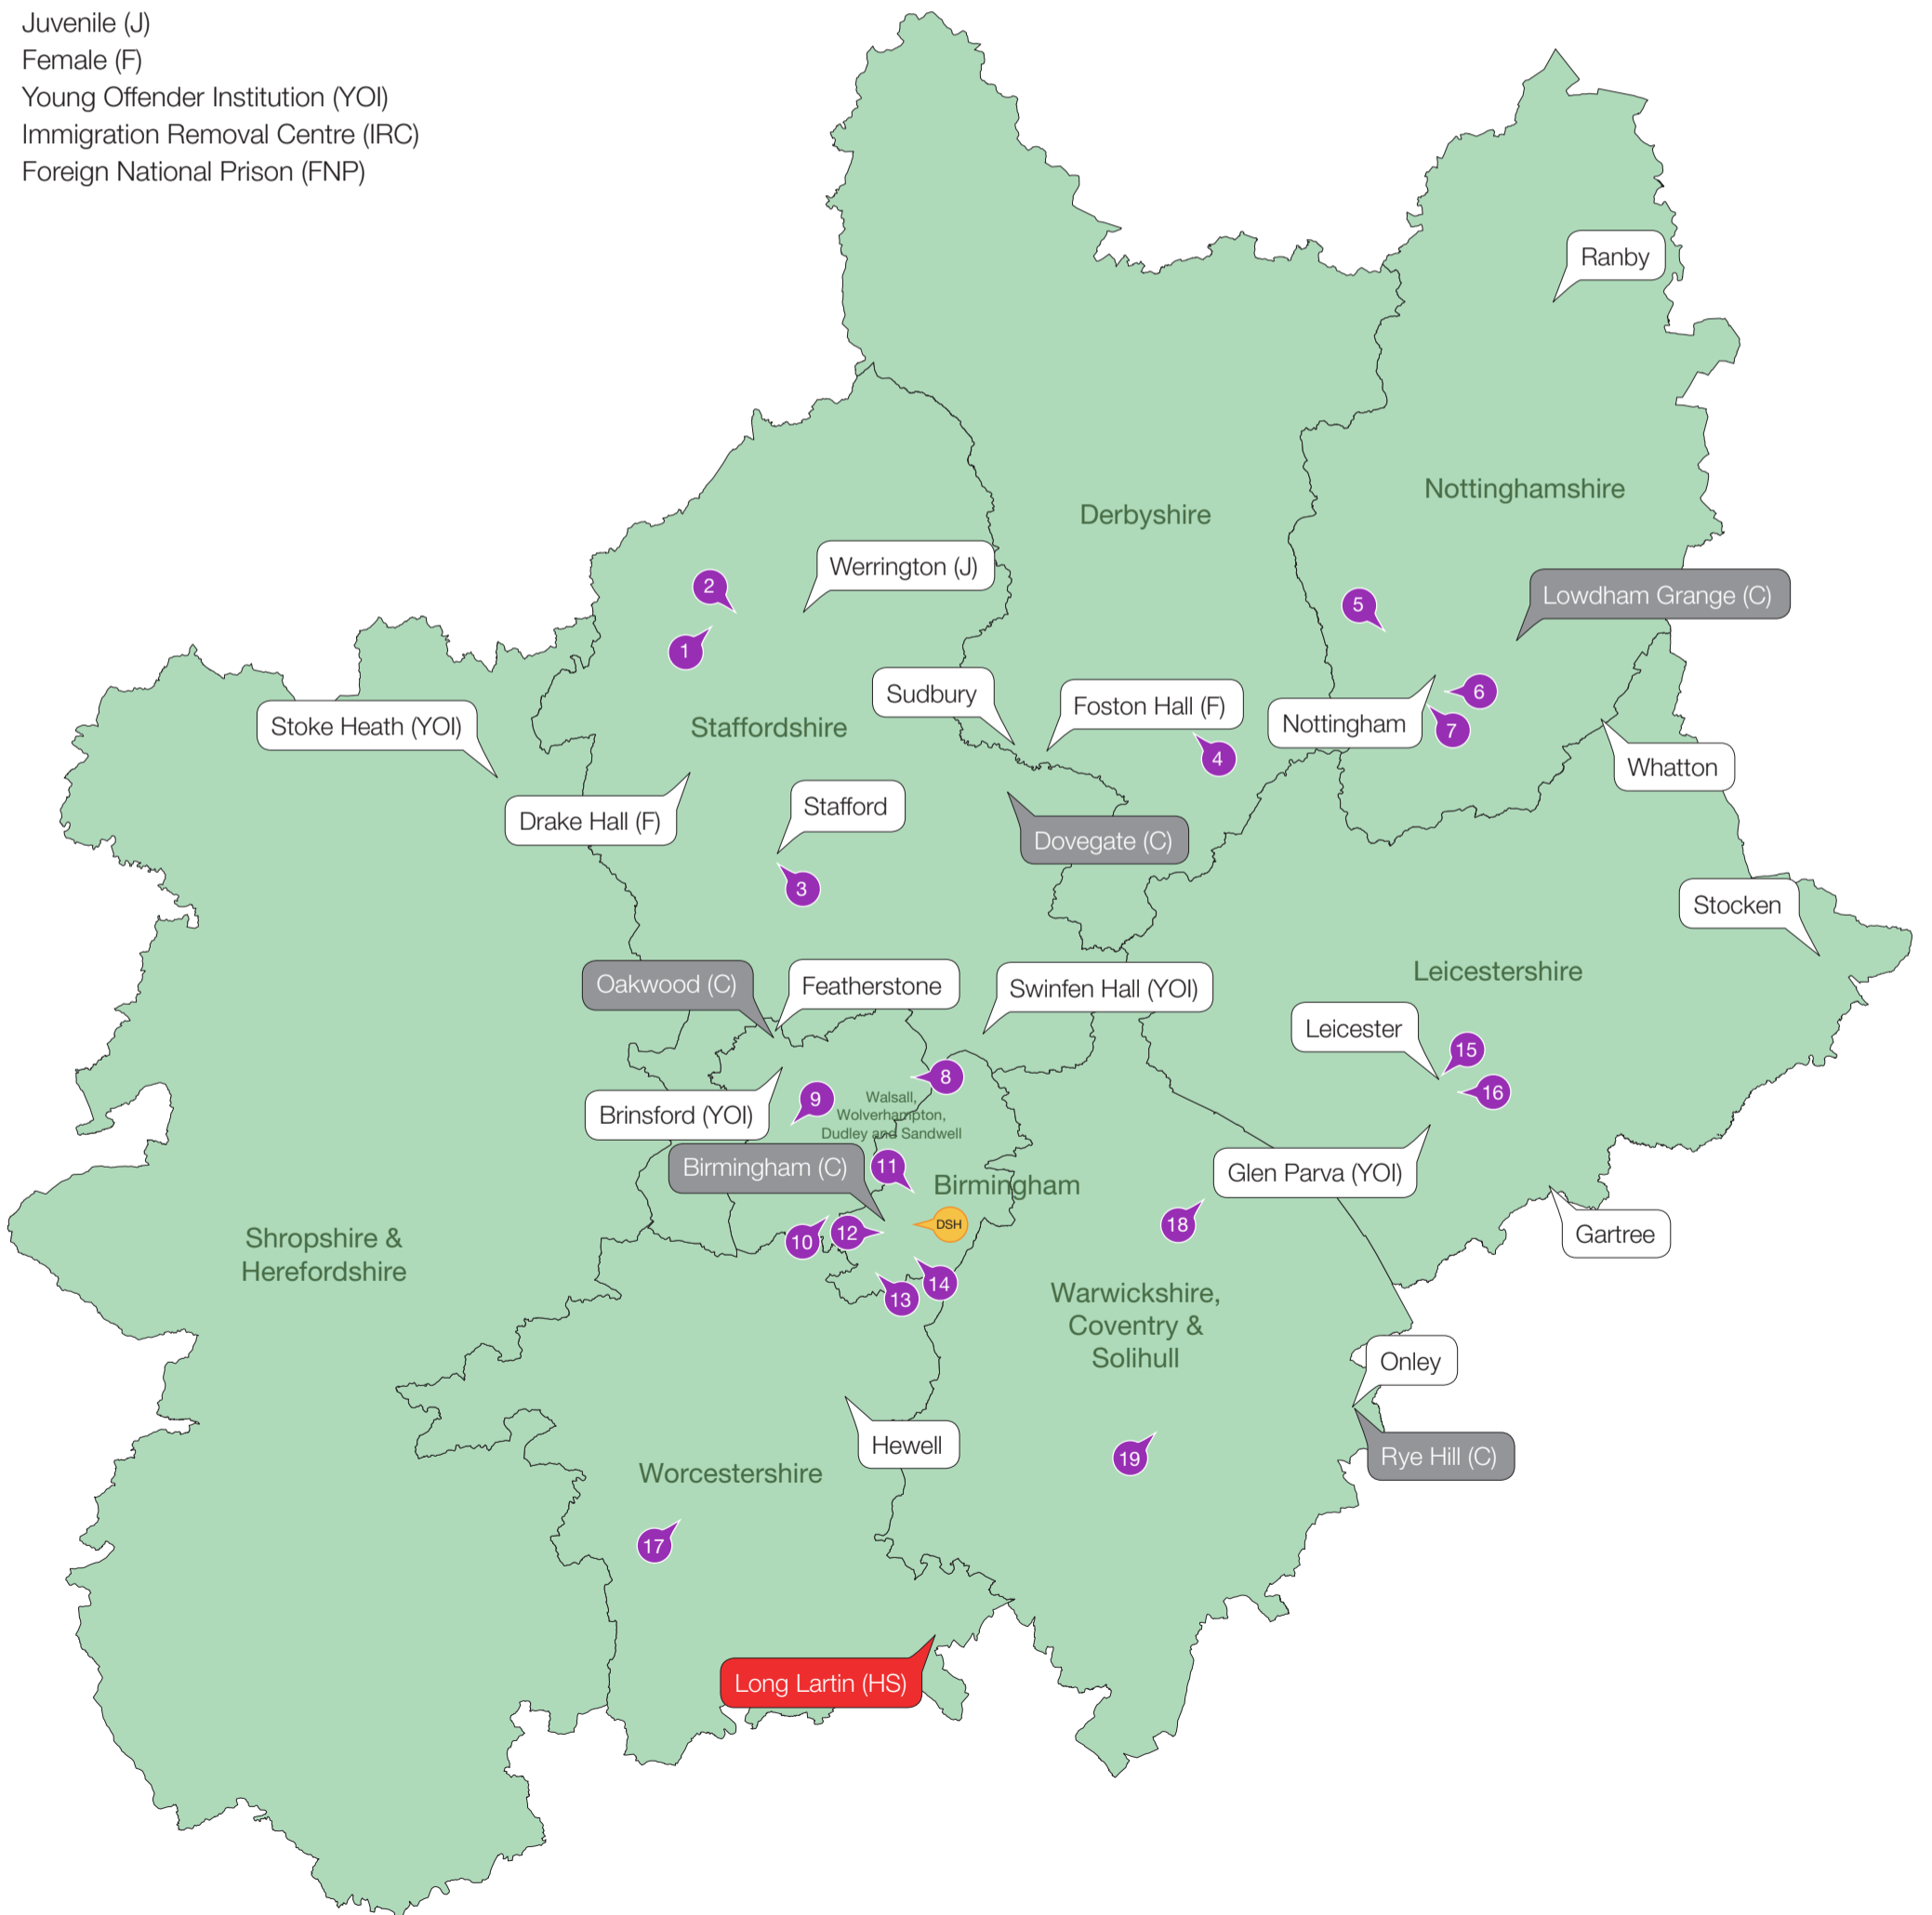 Juvenile (J)
Female (F)
Young Offender Institution (YOI)
Immigration Removal Centre (IRC)
Foreign National Prison (FNP)
Ranby
Nottinghamshire
Derbyshire
Werrington (J)
2
Lowdham Grange (C)
5
1
Sudbury
Foston Hall (F)
6
Stoke Heath (YOI)
Staffordshire
Nottingham
7
4
Whatton
Stafford
Drake Hall (F)
Dovegate (C)
3
Stocken
Leicestershire
Oakwood (C)
Featherstone
Swinfen Hall (YOI)
Leicester
15
8
16
9
Walsall,
Wolverhampton,
Dudley and Sandwell
Brinsford (YOI)
Birmingham (C)
11
Birmingham
Glen Parva (YOI)
18
DSH
12
10
Gartree
Shropshire &
Herefordshire
14
13
Warwickshire,
Coventry &
Solihull
Onley
Hewell
Rye Hill (C)
19
Worcestershire
17
Long Lartin (HS)